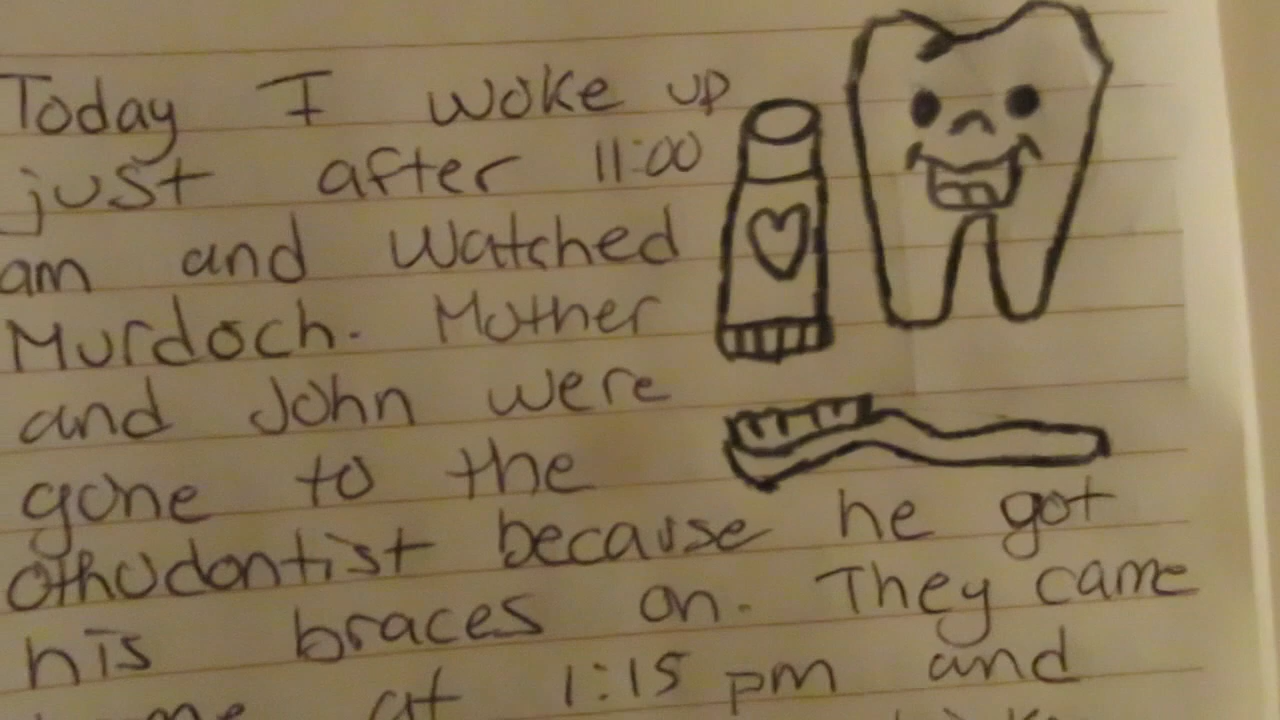 Today I woke up
just after 11:00
am and watched
Murdoch. Mother
and John were
gone to the
othodontist because he got
his braces on. They came
at 1:15 pm and